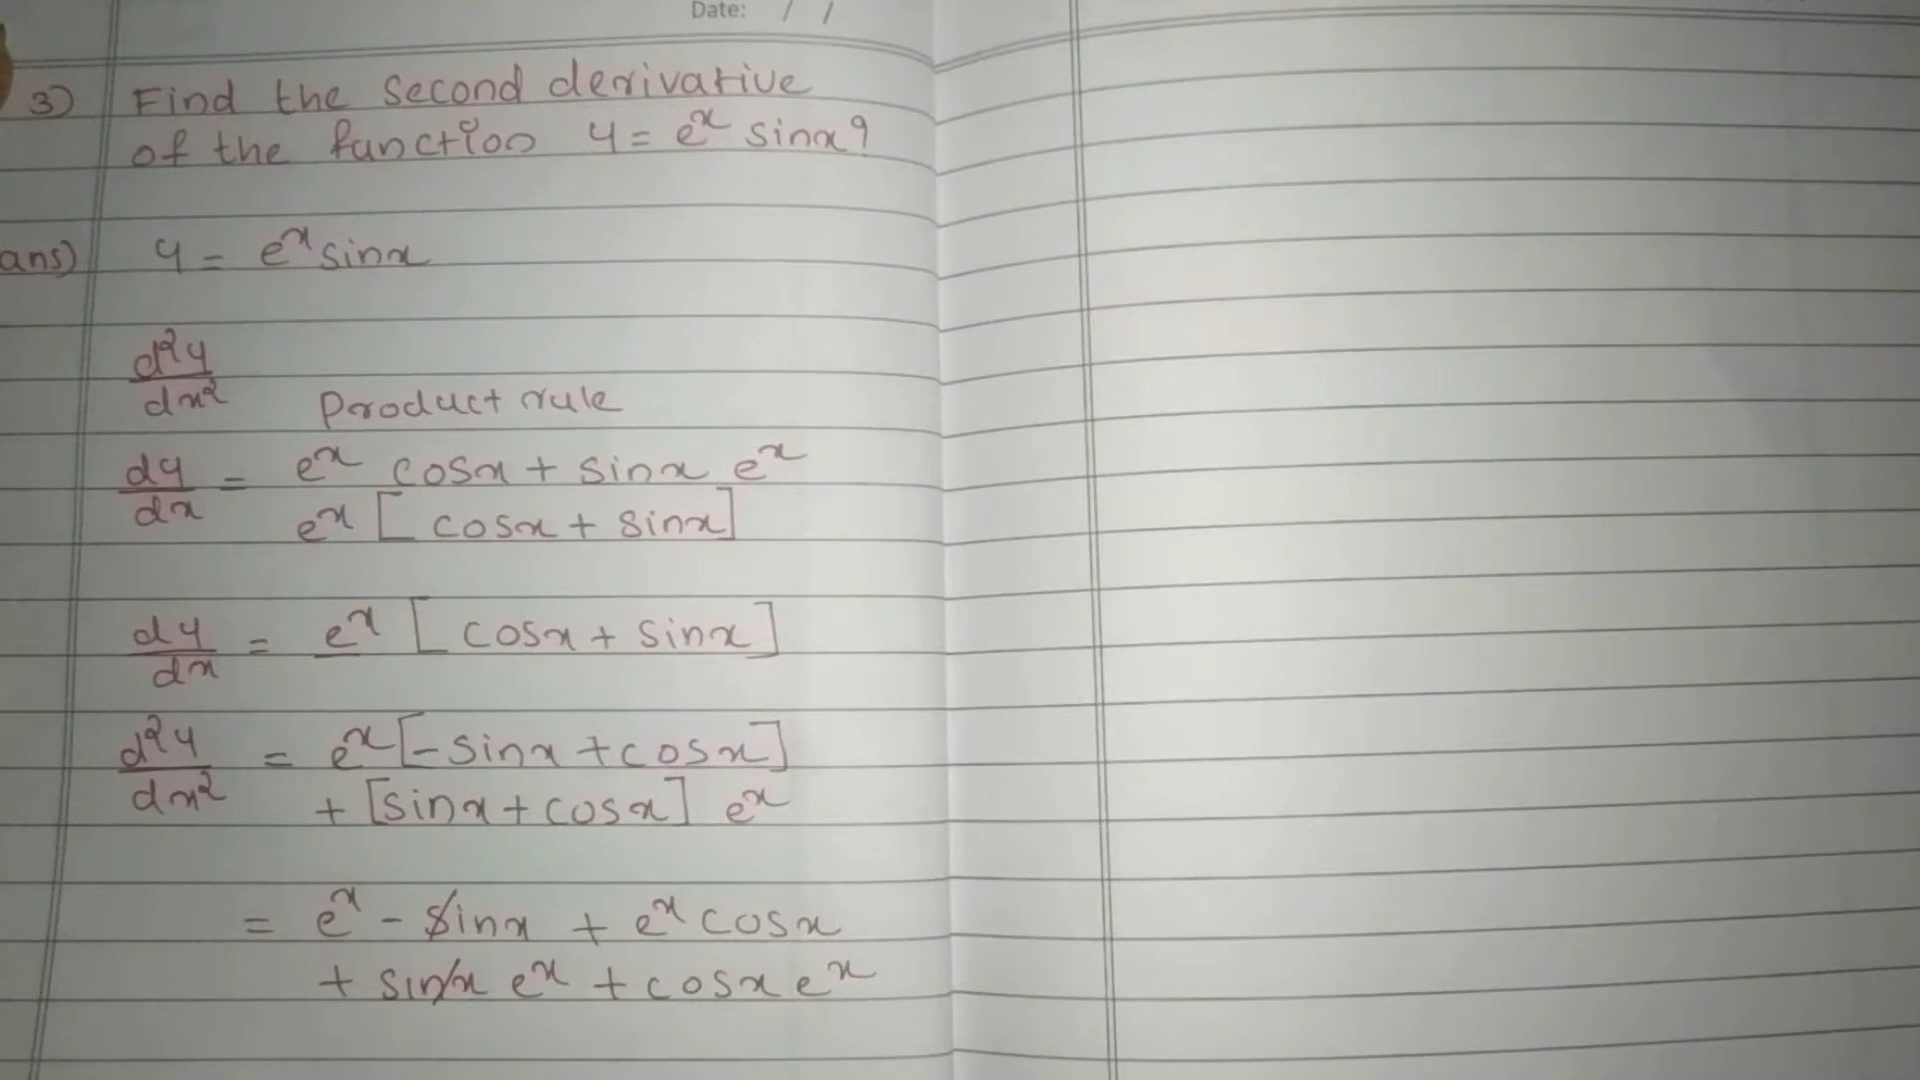 Date: / /
3) Find the second derivative
of the function y = e^x sinx?
ans) y = e^x sinx
d²y/dx²
Product rule
dy/dx = e^x cosx + sinx e^x
e^x [cosx + sinx]
dy/dx = e^x [cosx + sinx]
d²y/dx² = e^x [-sinx + cosx]
+ [sinx + cosx] e^x
= e^x - sinx + e^x cosx
+ sinx e^x + cosx e^x